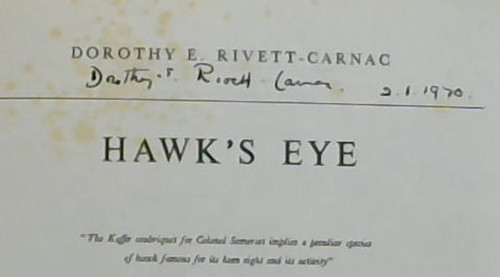 DOROTHY E. RIVETT-CARNAC
Dorothy E. Rivett-Carnac. 2.1.1970.
HAWK'S EYE
"The Kaffir soubriquet for Colonel Somerset implies a peculiar species
of hawk famous for its keen sight and its activity"